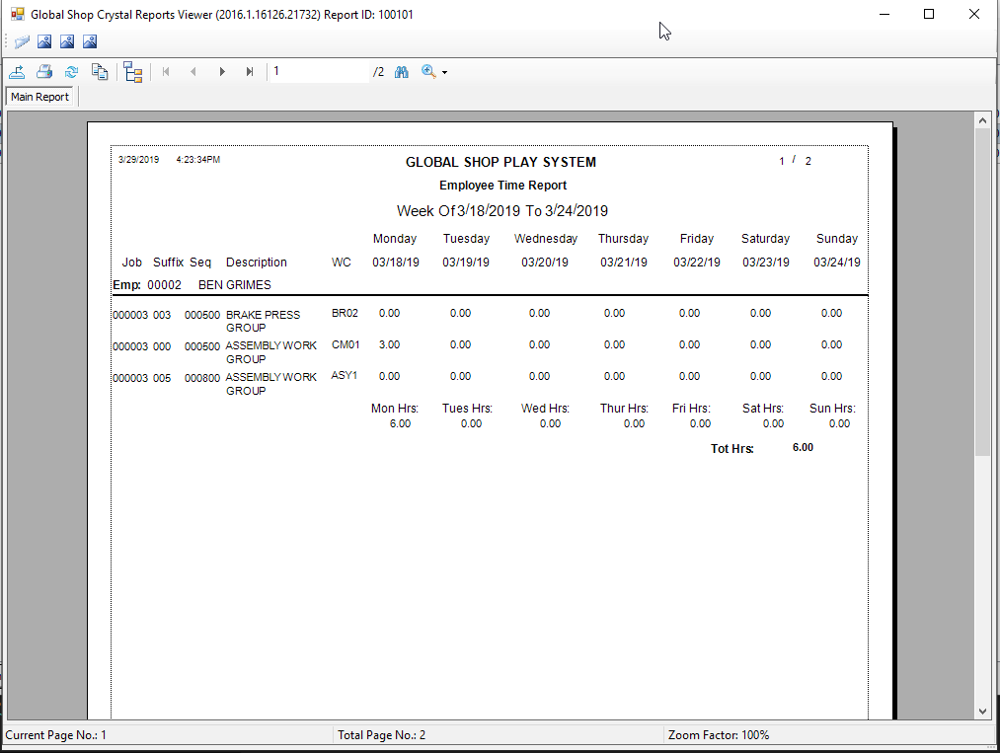 Global Shop Crystal Reports Viewer (2016.1.16126.21732) Report ID: 100101
1 /2
Main Report
3/29/2019 4:23:34PM GLOBAL SHOP PLAY SYSTEM 1 / 2
Employee Time Report
Week Of 3/18/2019 To 3/24/2019
Monday Tuesday Wednesday Thursday Friday Saturday Sunday
Job Suffix Seq Description WC 03/18/19 03/19/19 03/20/19 03/21/19 03/22/19 03/23/19 03/24/19
Emp: 00002 BEN GRIMES
000003 003 000500 BRAKE PRESS BR02 0.00 0.00 0.00 0.00 0.00 0.00 0.00
GROUP
000003 000 000500 ASSEMBLY WORK CM01 3.00 0.00 0.00 0.00 0.00 0.00 0.00
GROUP
000003 005 000800 ASSEMBLY WORK ASY1 0.00 0.00 0.00 0.00 0.00 0.00 0.00
GROUP
Mon Hrs: Tues Hrs: Wed Hrs: Thur Hrs: Fri Hrs: Sat Hrs: Sun Hrs:
6.00 0.00 0.00 0.00 0.00 0.00 0.00
Tot Hrs: 6.00
Current Page No.: 1 Total Page No.: 2 Zoom Factor: 100%